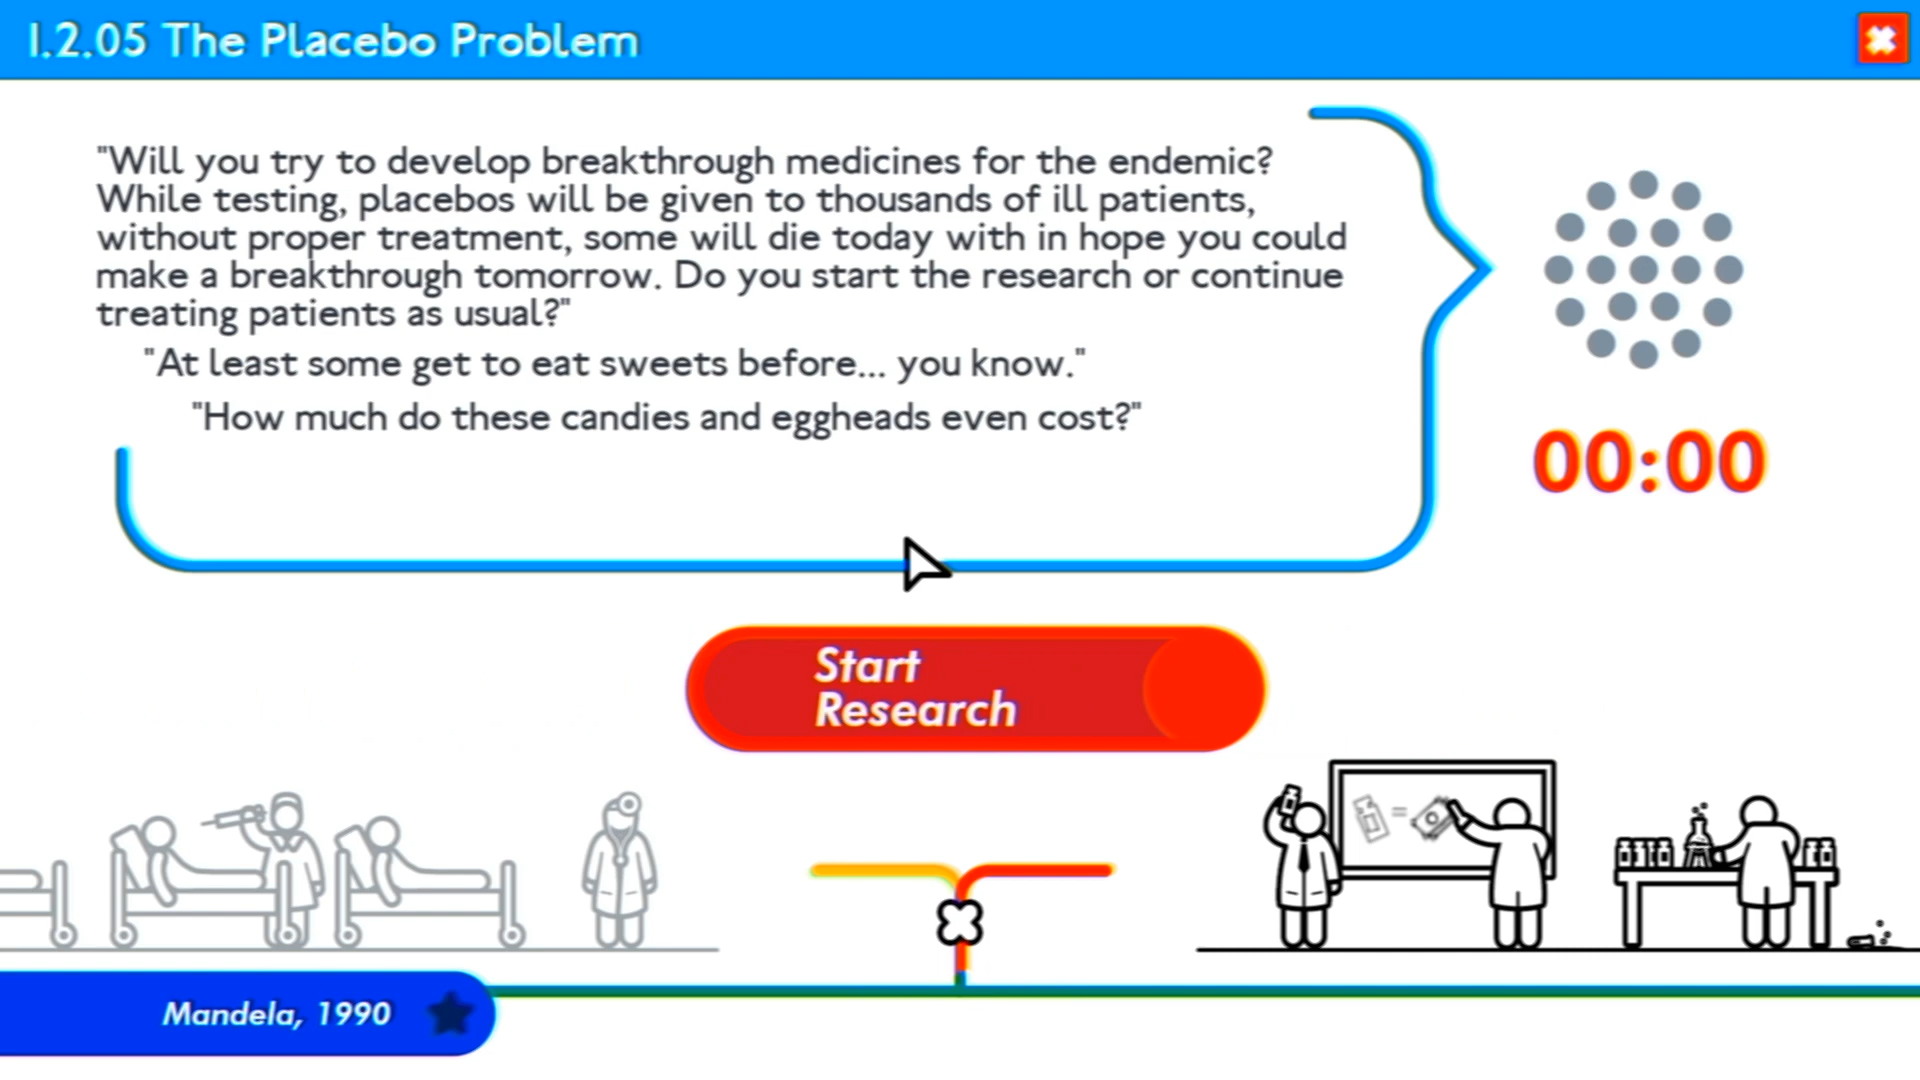 1.2.05 The Placebo Problem
"Will you try to develop breakthrough medicines for the endemic?
While testing, placebos will be given to thousands of ill patients,
without proper treatment, some will die today with in hope you could
make a breakthrough tomorrow. Do you start the research or continue
treating patients as usual?"
"At least some get to eat sweets before... you know."
"How much do these candies and eggheads even cost?"
00:00
Start
Research
=
Mandela, 1990